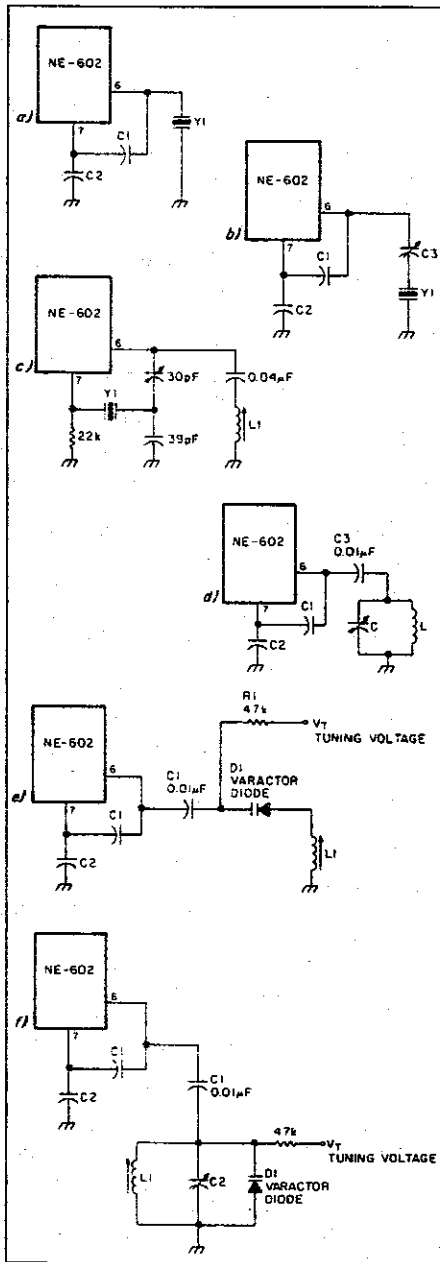 a)
NE-602
6
7
C1
C2
Y1
b)
NE-602
6
7
C1
C2
C3
Y1
c)
NE-602
6
7
Y1
30pF
0.04µF
22k
39pF
L1
d)
NE-602
6
7
C1
C2
C3
0.01µF
C
L
e)
NE-602
6
7
C1
C2
C1
0.01µF
R1
47k
VT
TUNING VOLTAGE
D1
VARACTOR
DIODE
L1
f)
NE-602
6
7
C1
C2
C1
0.01µF
47k
VT
TUNING VOLTAGE
L1
C2
D1
VARACTOR
DIODE